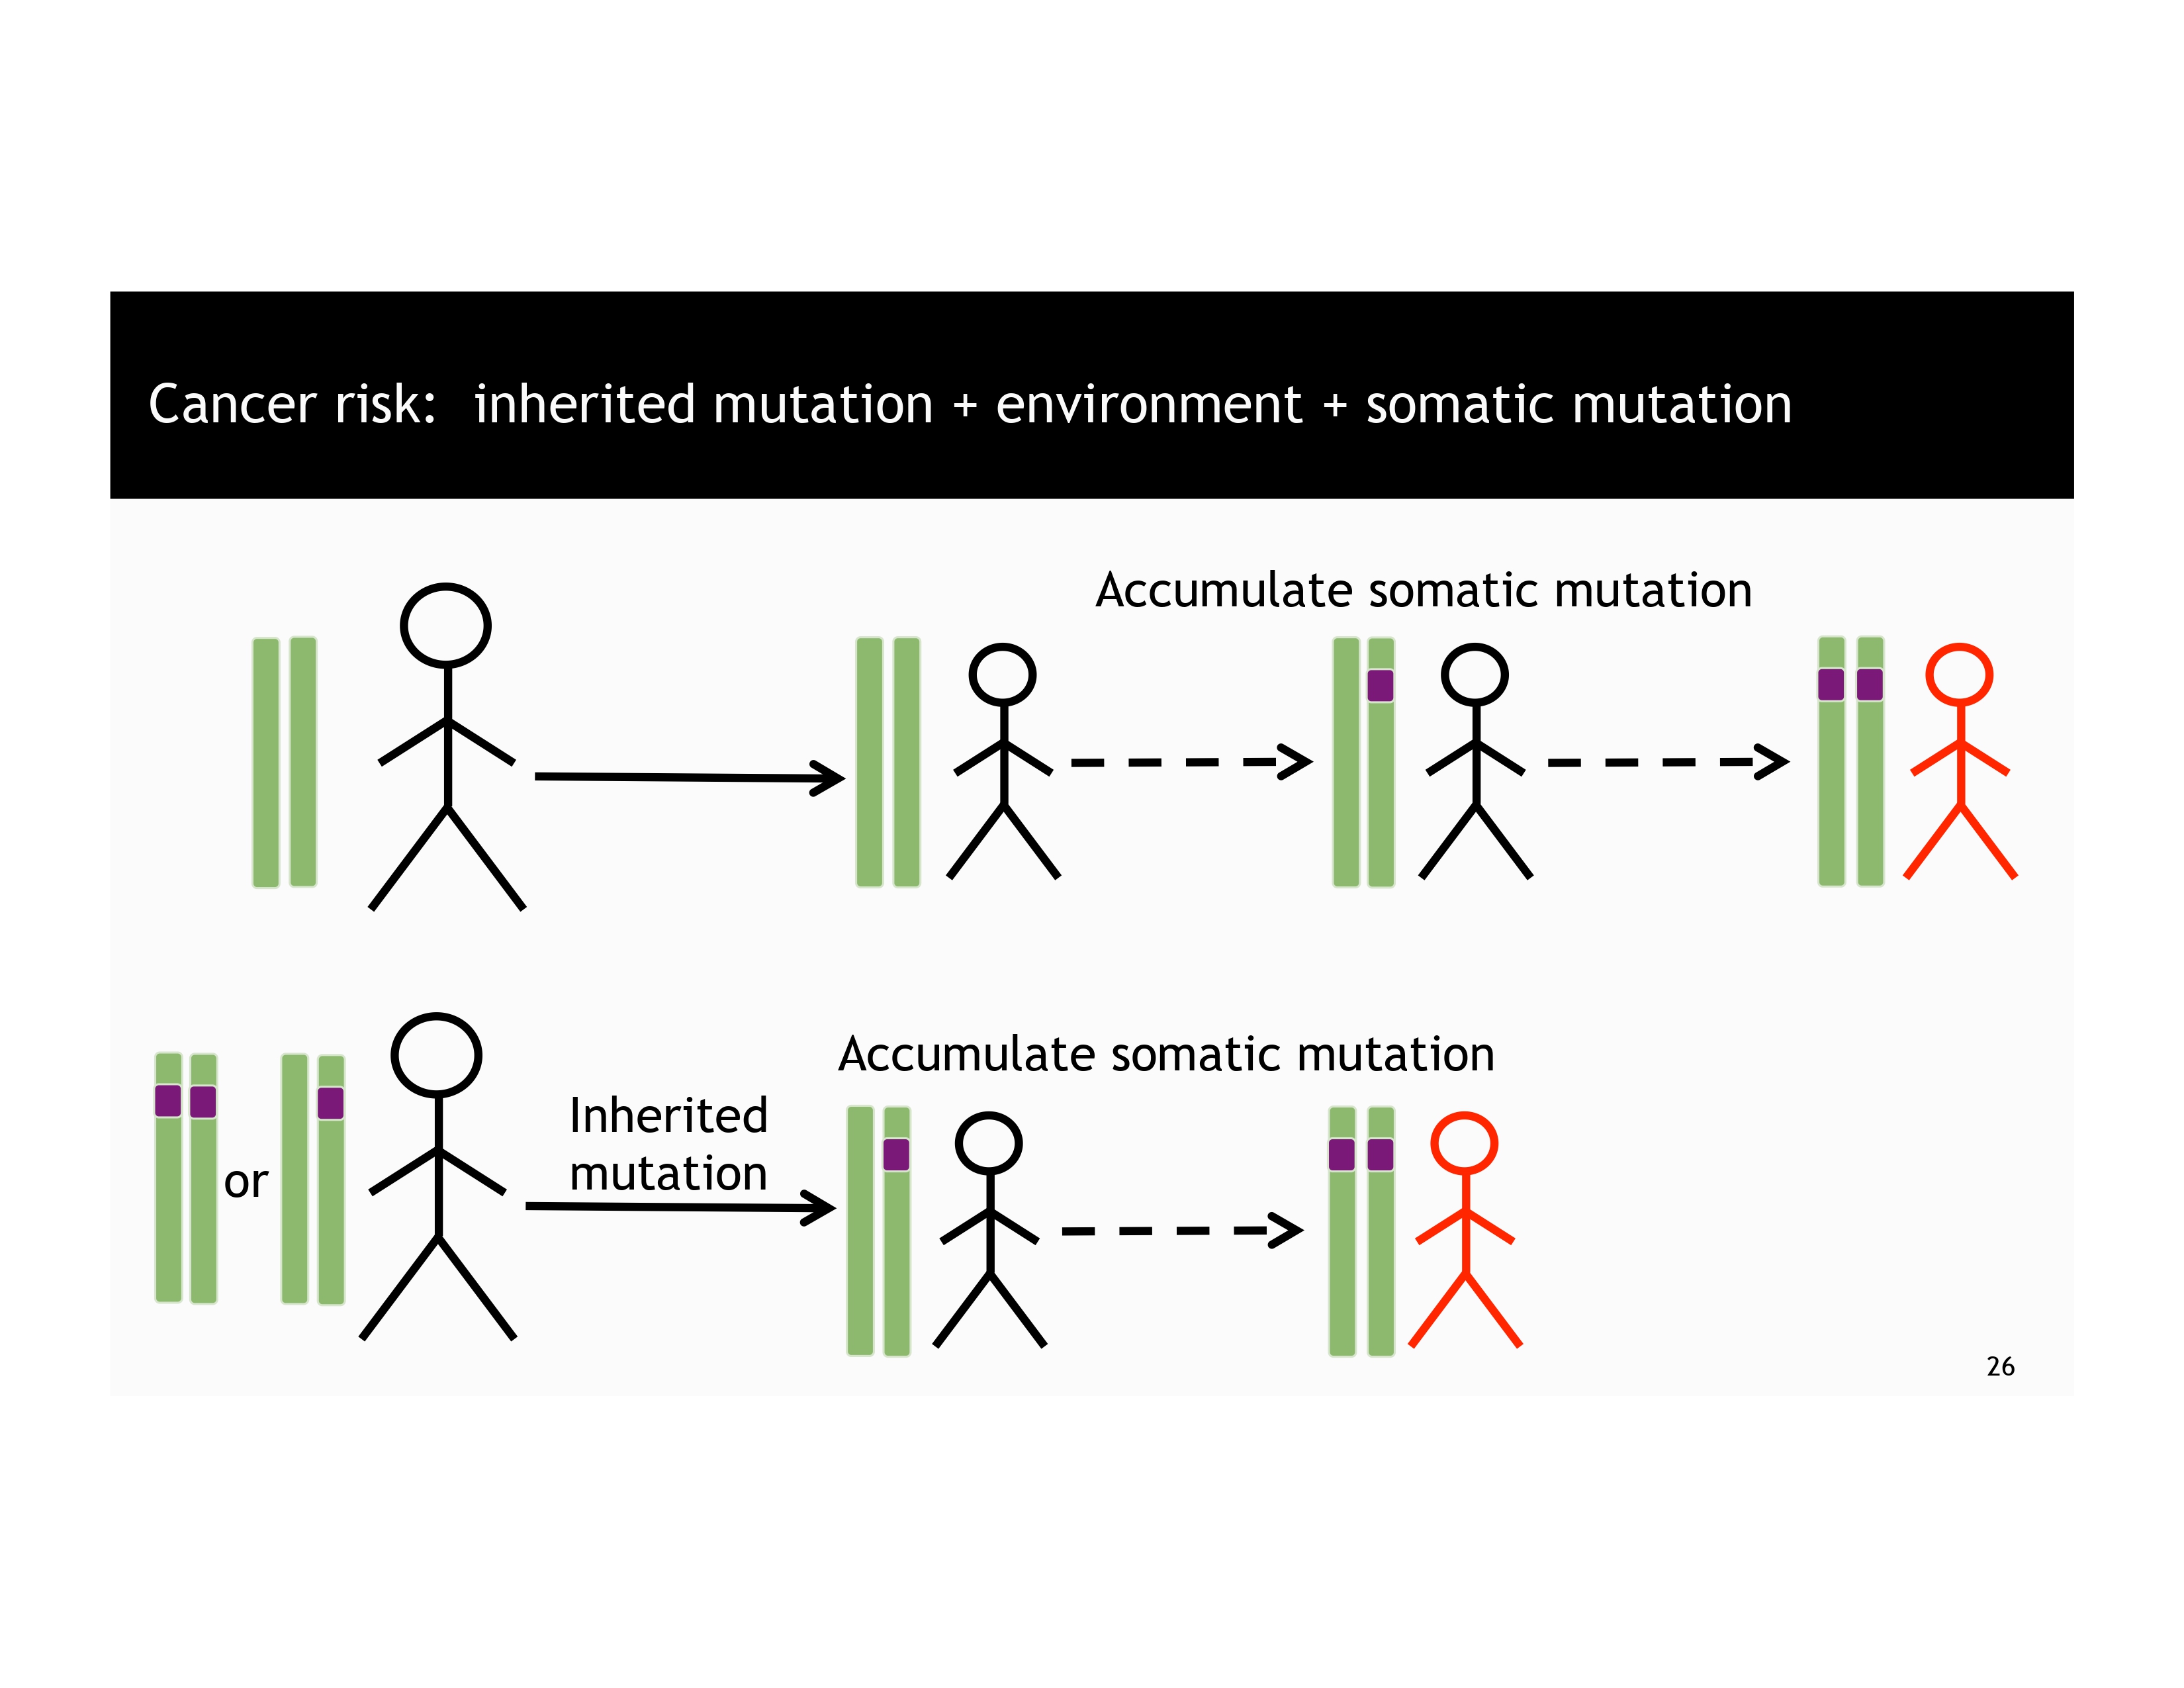 Cancer risk:  inherited mutation + environment + somatic mutation
Accumulate somatic mutation
Accumulate somatic mutation
Inherited
mutation
or
26